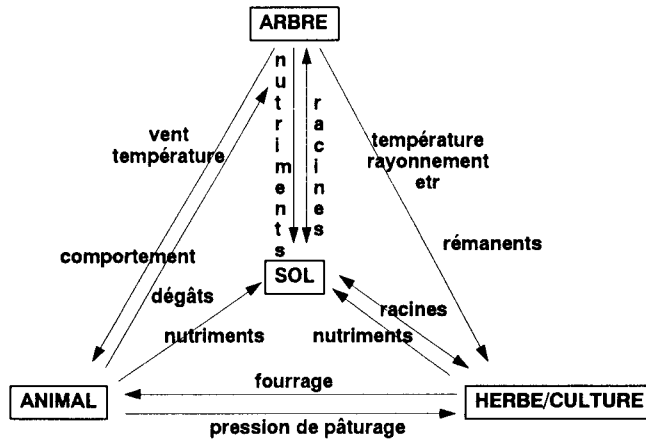 ARBRE
nutriments
racines
vent
température
température
rayonnement
etr
comportement
rémanents
SOL
dégâts
racines
nutriments
nutriments
fourrage
ANIMAL
HERBE/CULTURE
pression de pâturage